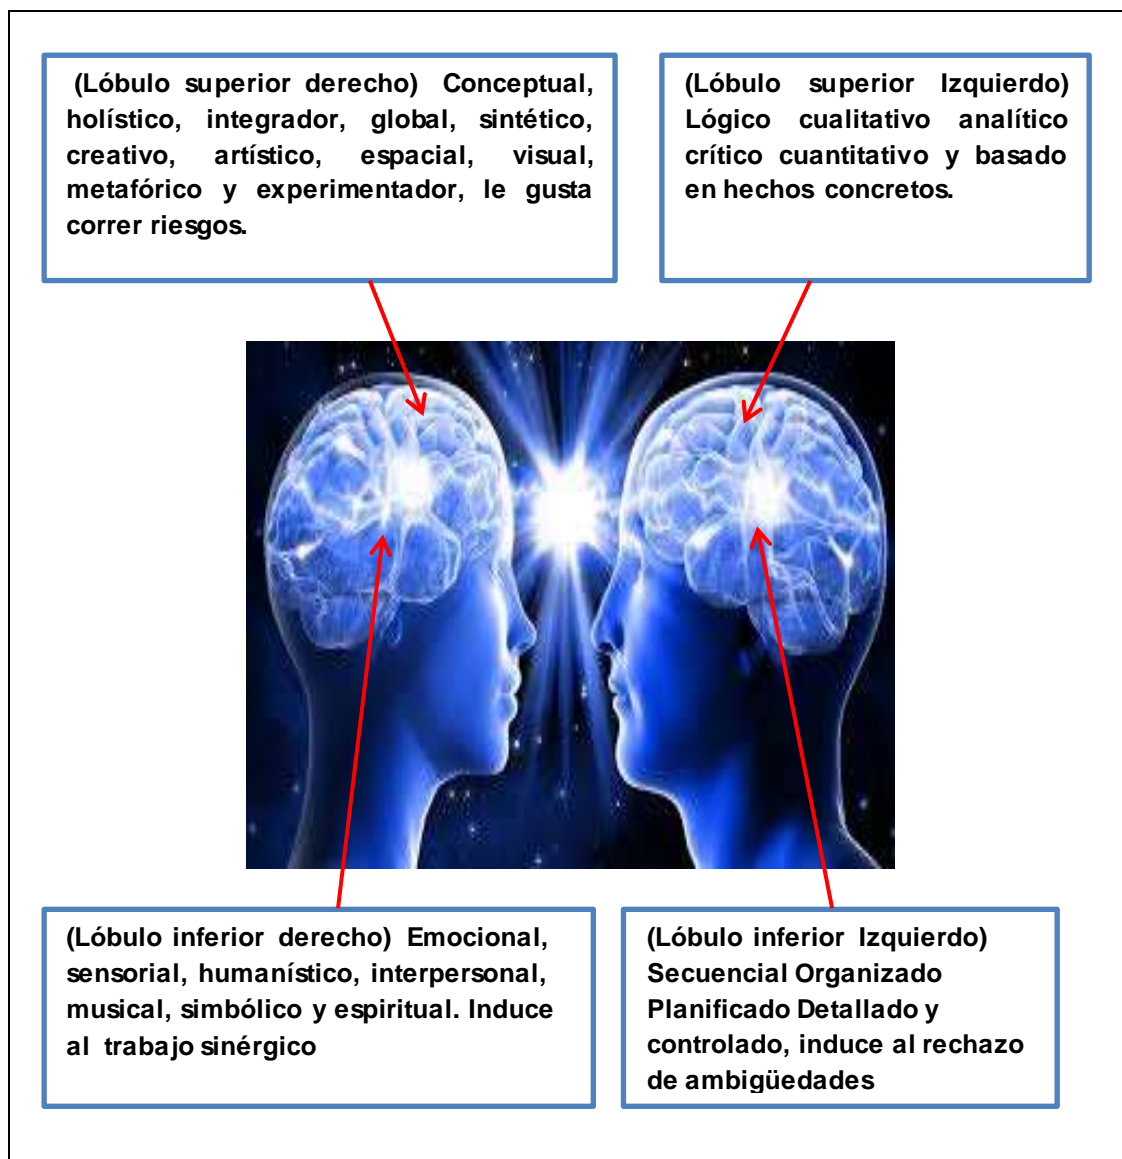 (Lóbulo superior derecho) Conceptual,
holístico, integrador, global, sintético,
creativo, artístico, espacial, visual,
metafórico y experimentador, le gusta
correr riesgos.
(Lóbulo superior Izquierdo)
Lógico cualitativo analítico
crítico cuantitativo y basado
en hechos concretos.
(Lóbulo inferior derecho) Emocional,
sensorial, humanístico, interpersonal,
musical, simbólico y espiritual. Induce
al trabajo sinérgico
(Lóbulo inferior Izquierdo)
Secuencial Organizado
Planificado Detallado y
controlado, induce al rechazo
de ambigüedades